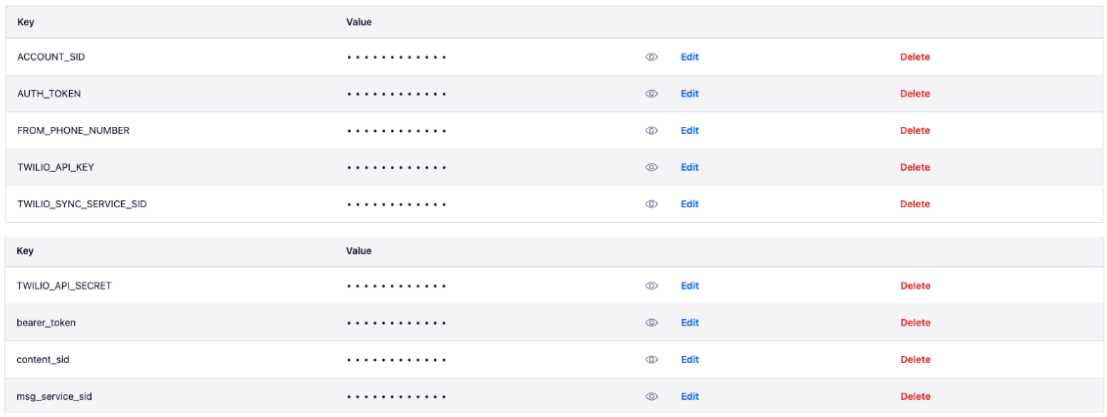 Key Value
ACCOUNT_SID •••••••••••• Edit Delete
AUTH_TOKEN •••••••••••• Edit Delete
FROM_PHONE_NUMBER •••••••••••• Edit Delete
TWILIO_API_KEY •••••••••••• Edit Delete
TWILIO_SYNC_SERVICE_SID •••••••••••• Edit Delete
Key Value
TWILIO_API_SECRET •••••••••••• Edit Delete
bearer_token •••••••••••• Edit Delete
content_sid •••••••••••• Edit Delete
msg_service_sid •••••••••••• Edit Delete